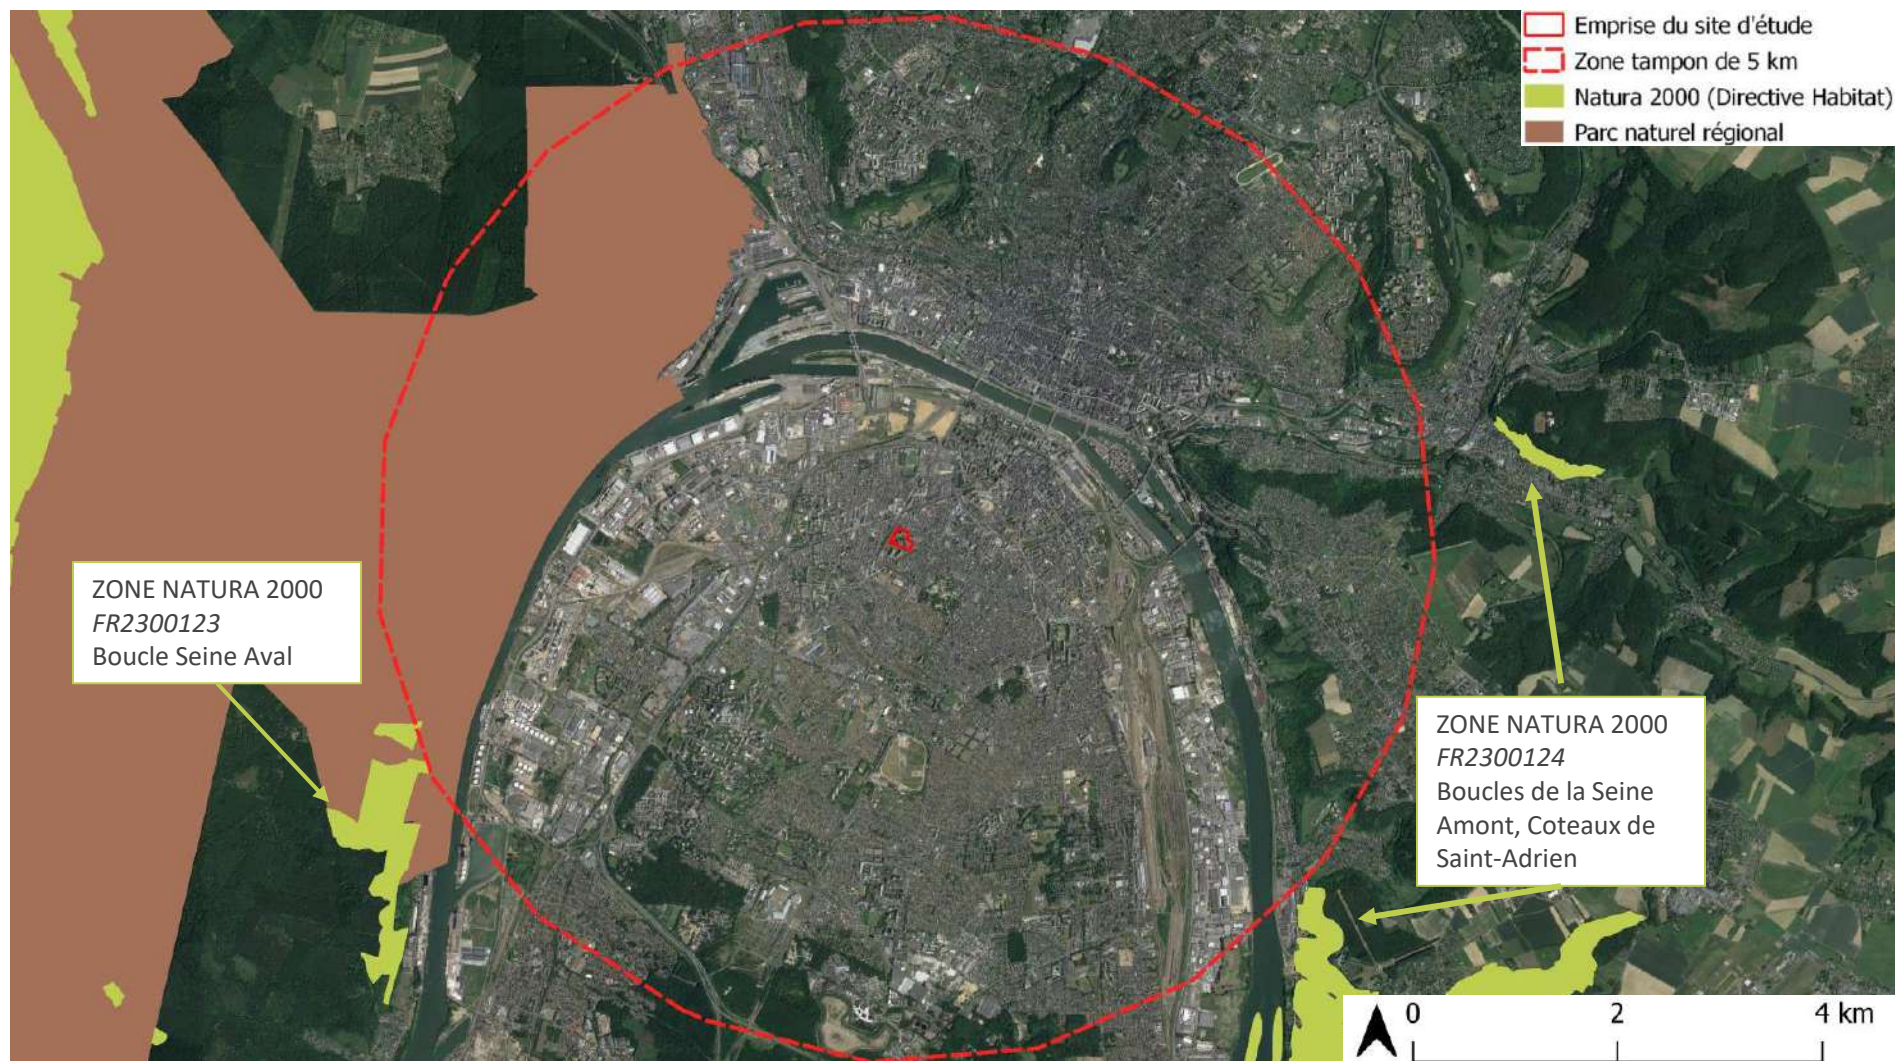 Emprise du site d'étude
Zone tampon de 5 km
Natura 2000 (Directive Habitat)
Parc naturel régional
ZONE NATURA 2000
FR2300123
Boucle Seine Aval
ZONE NATURA 2000
FR2300124
Boucles de la Seine
Amont, Coteaux de
Saint-Adrien
0 2 4 km